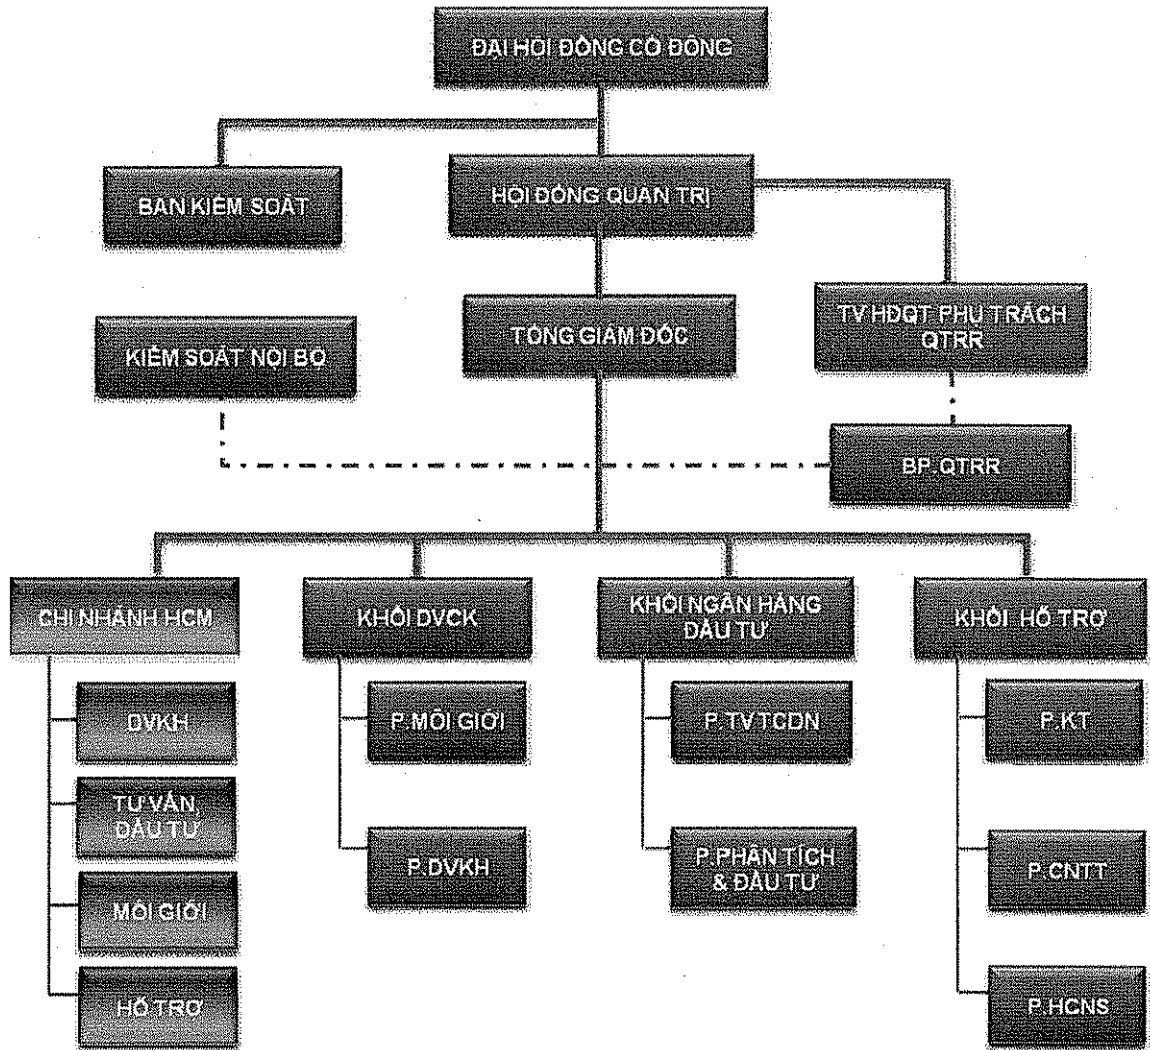 ĐẠI HỘI ĐỒNG CỔ ĐÔNG
BAN KIỂM SOÁT
HỘI ĐỒNG QUẢN TRỊ
KIỂM SOÁT NỘI BỘ
TỔNG GIÁM ĐỐC
TV HĐQT PHỤ TRÁCH
QTRR
BP.QTRR
CHI NHÁNH HCM
KHỐI DVCK
KHỐI NGÂN HÀNG
ĐẦU TƯ
KHỐI HỖ TRỢ
DVKH
TƯ VẤN,
ĐẦU TƯ
MÔI GIỚI
HỖ TRỢ
P.MÔI GIỚI
P.DVKH
P.TVTCDN
P.PHÂN TÍCH
& ĐẦU TƯ
P.KT
P.CNTT
P.HCNS